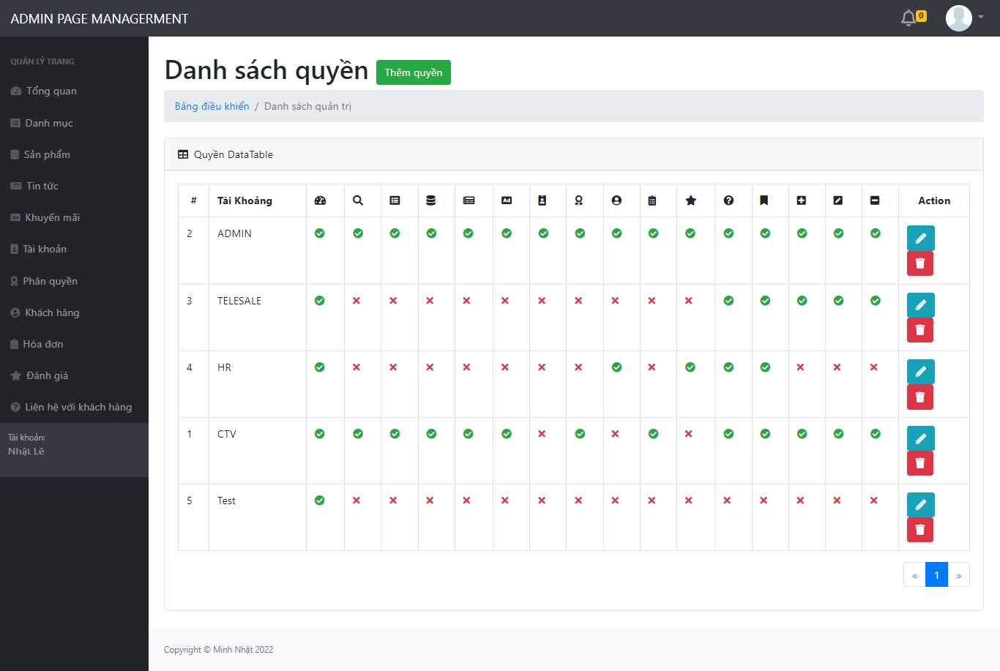 ADMIN PAGE MANAGERMENT
0
QUẢN LÝ TRANG
Tổng quan
Danh mục
Sản phẩm
Tin tức
Khuyến mãi
Tài khoản
Phân quyền
Khách hàng
Hóa đơn
Đánh giá
Liên hệ với khách hàng
Tài khoản:
Nhật Lê
Danh sách quyền Thêm quyền
Bảng điều khiển / Danh sách quản trị
Quyền DataTable
# Tài Khoảng Ad Action
2 ADMIN
3 TELESALE
4 HR
1 CTV
5 Test
« 1 »
Copyright © Minh Nhật 2022